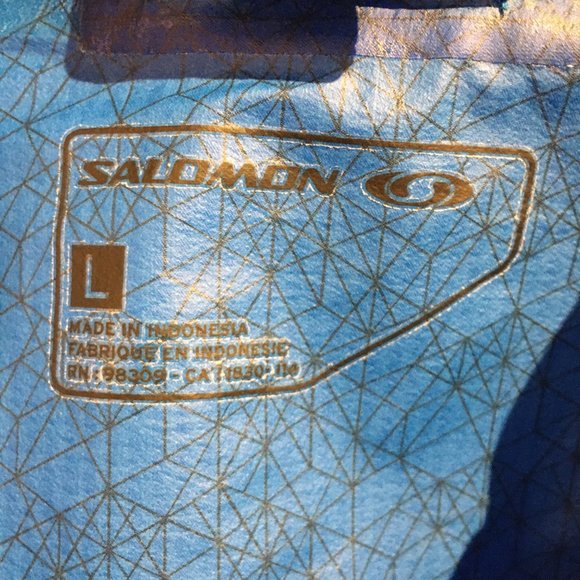 SALOMON
L
MADE IN INDONESIA
FABRIQUE EN INDONESIE
RN: 98309 - CA: